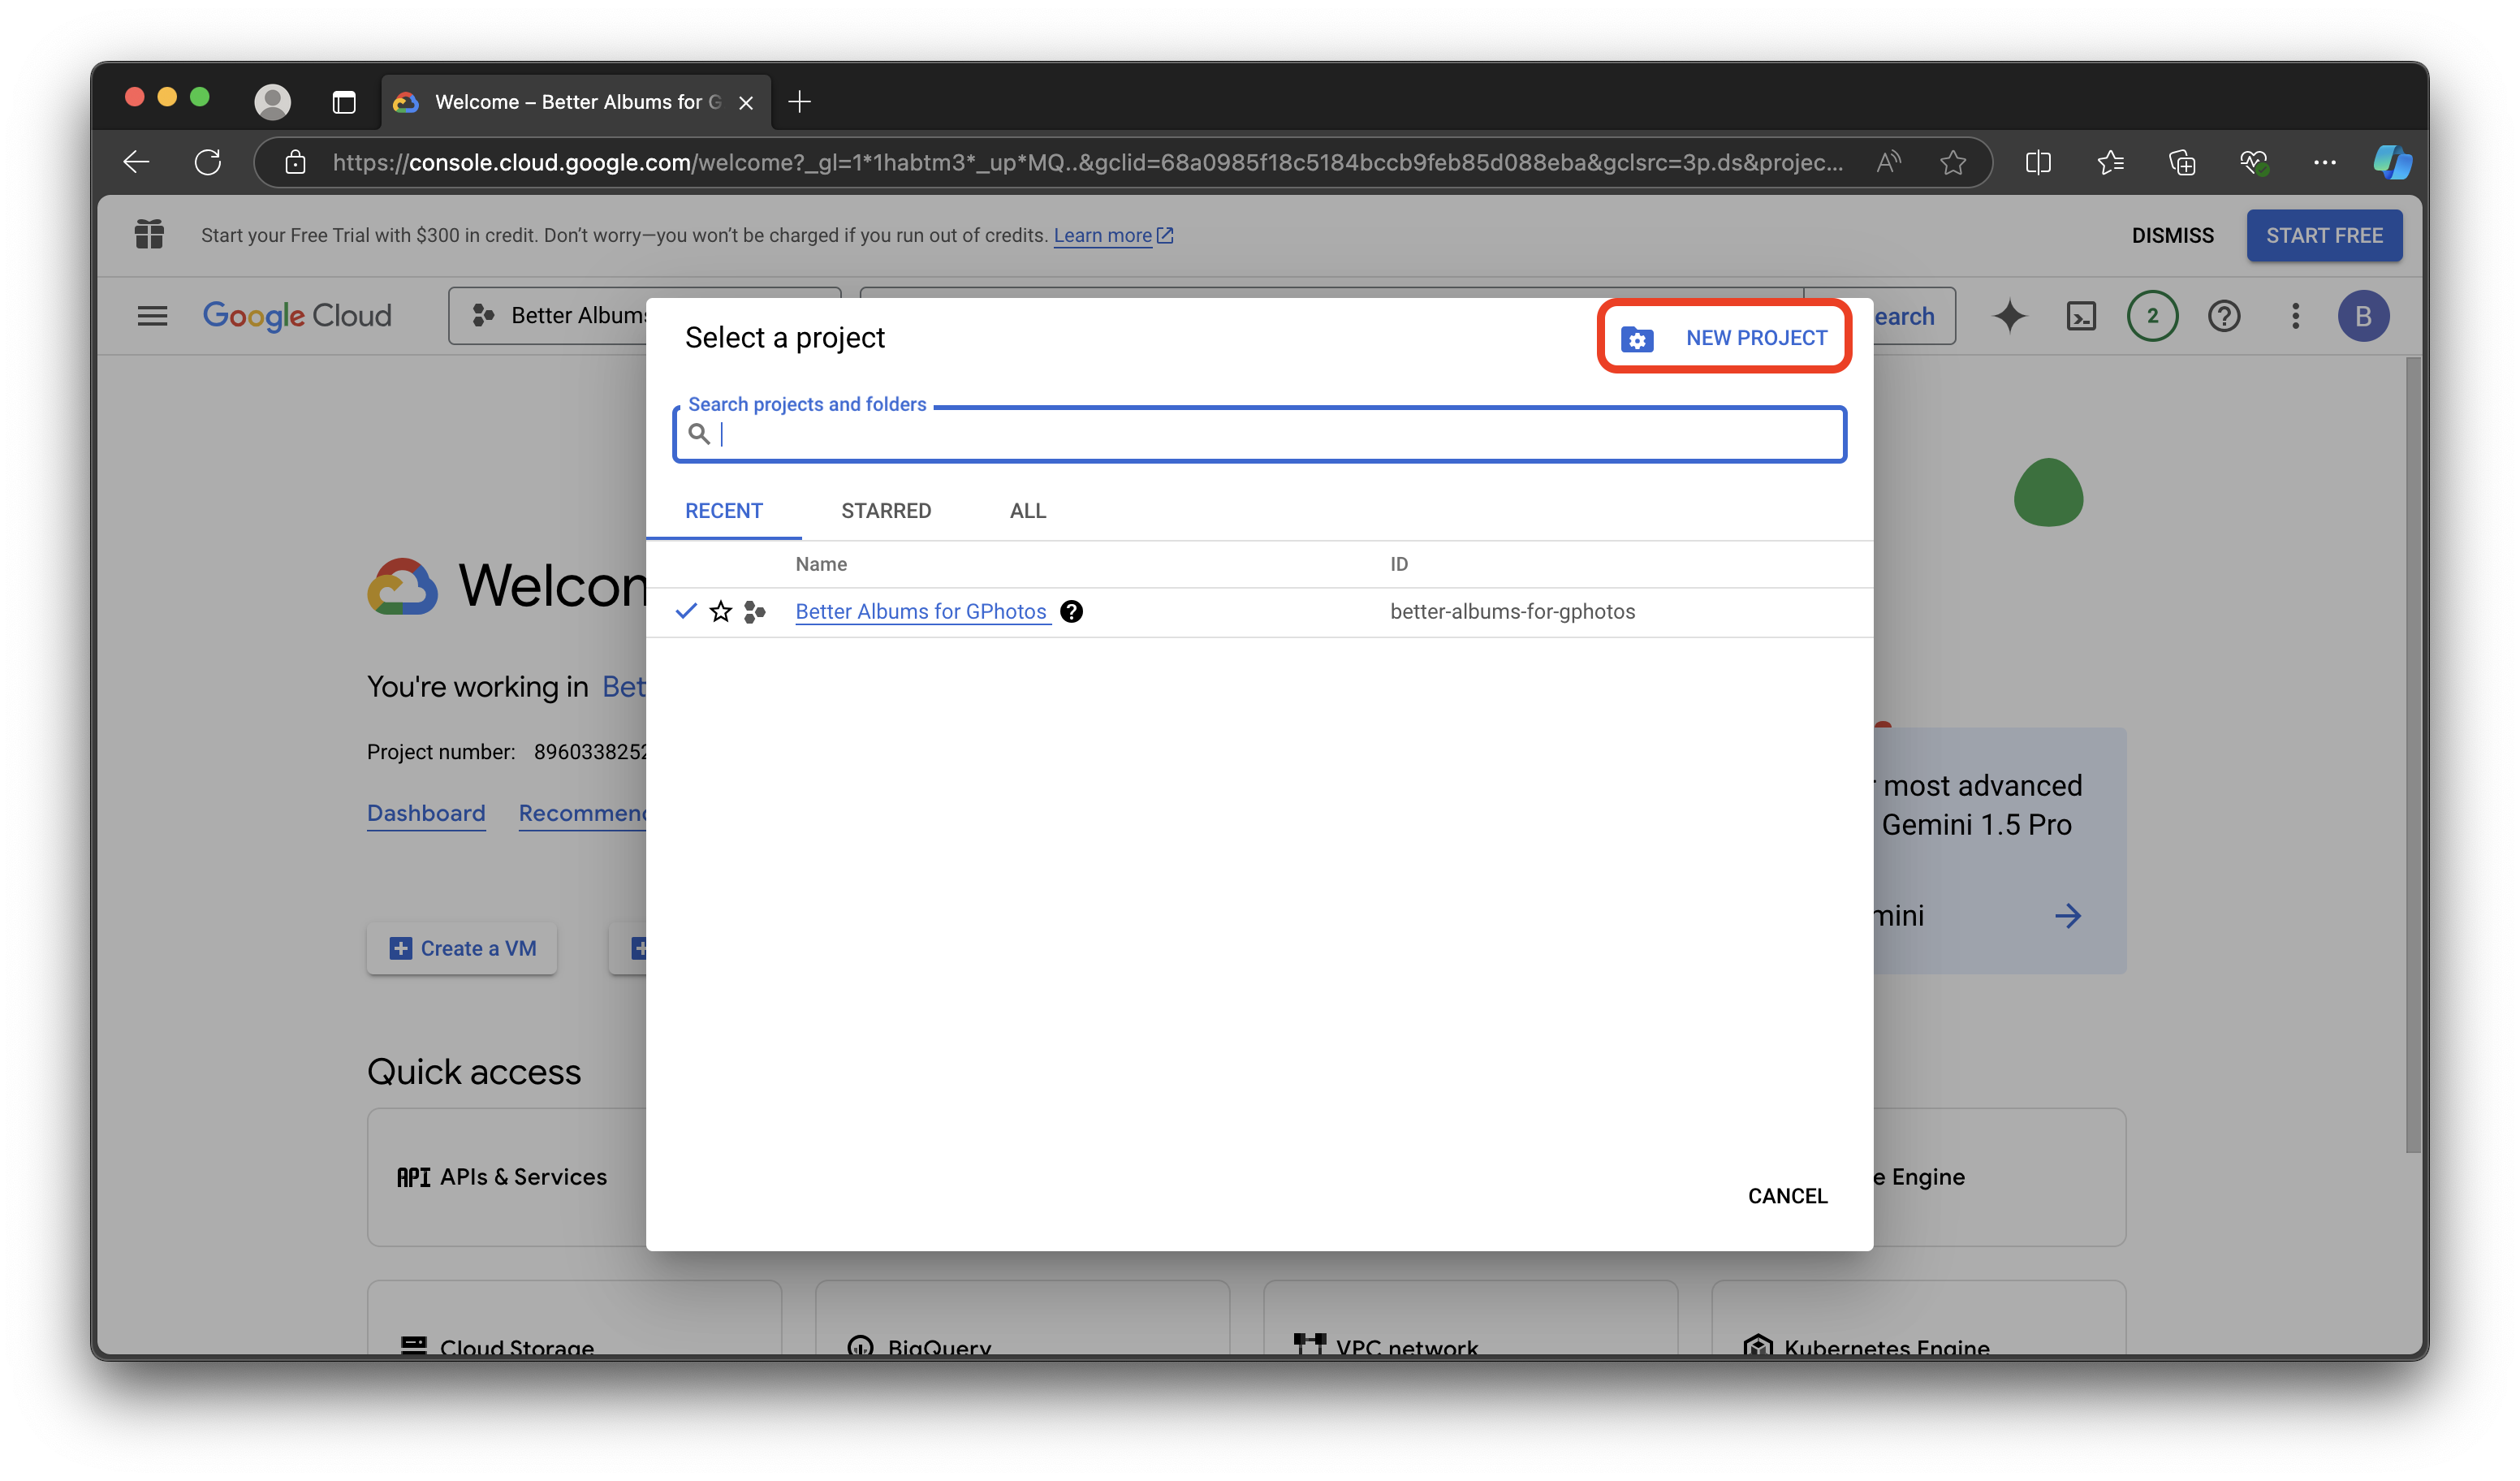 Welcome – Better Albums for G
https://console.cloud.google.com/welcome?_gl=1*1habtm3*_up*MQ..&gclid=68a0985f18c5184bccb9feb85d088eba&gclsrc=3p.ds&projec...
Start your Free Trial with $300 in credit. Don’t worry—you won’t be charged if you run out of credits. Learn more
DISMISS
START FREE
Google Cloud
Better Albums
earch
2
B
Select a project
NEW PROJECT
Search projects and folders
RECENT
STARRED
ALL
Name
ID
Better Albums for GPhotos
better-albums-for-gphotos
CANCEL
Welcom
You're working in Bet
Project number: 896033825
Dashboard
Recommend
most advanced
Gemini 1.5 Pro
mini
Create a VM
Quick access
API APIs & Services
e Engine
Cloud Storage
BigQuery
VPC network
Kubernetes Engine